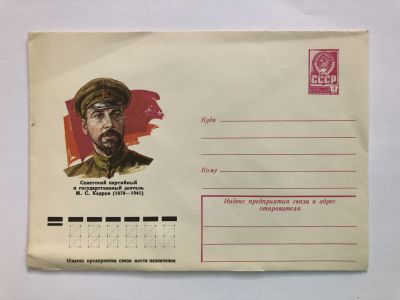 СССР
Куда
Советский партийный
и государственный деятель
М. С. Кедров (1878—1941)
Кому
Индекс предприятия связи и адрес
отправителя
Индекс предприятия связи места назначения